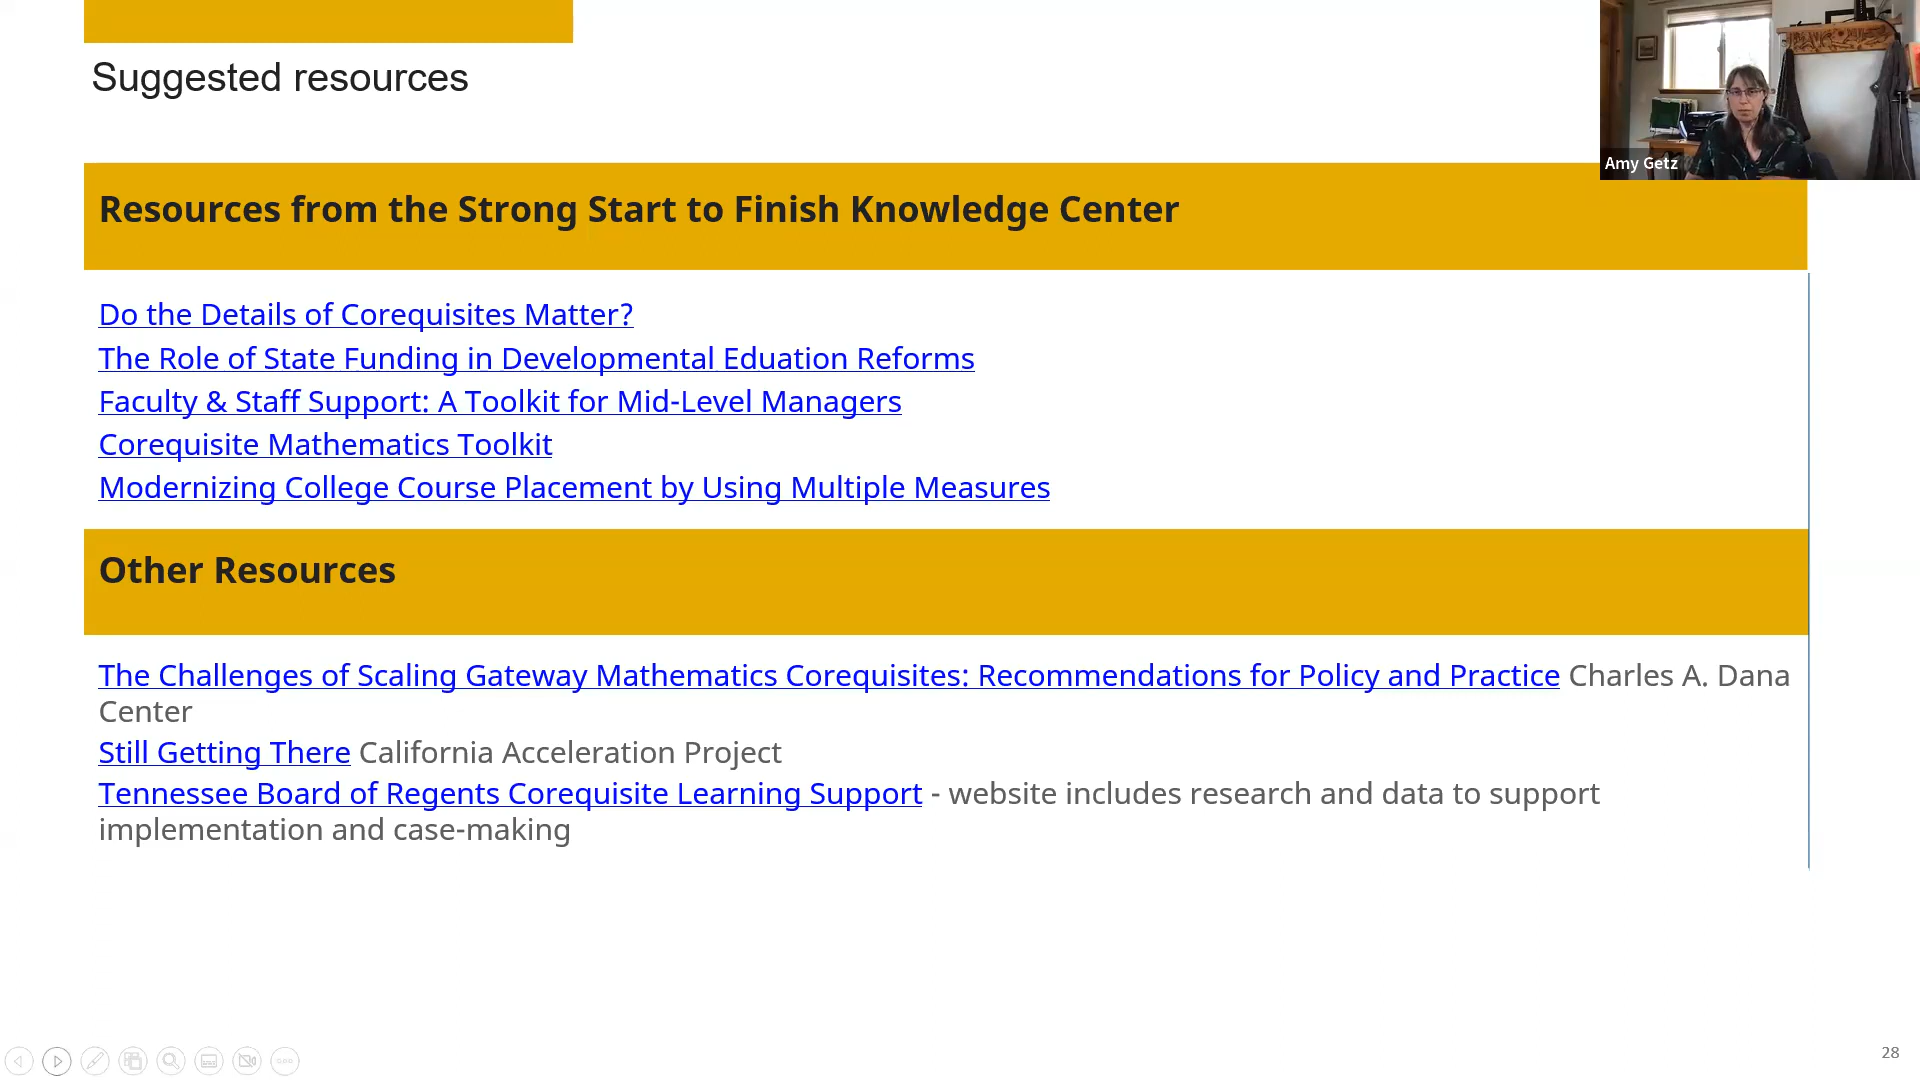 Suggested resources
Amy Getz
Resources from the Strong Start to Finish Knowledge Center
Do the Details of Corequisites Matter?
The Role of State Funding in Developmental Eduation Reforms
Faculty & Staff Support: A Toolkit for Mid-Level Managers
Corequisite Mathematics Toolkit
Modernizing College Course Placement by Using Multiple Measures
Other Resources
The Challenges of Scaling Gateway Mathematics Corequisites: Recommendations for Policy and Practice Charles A. Dana
Center
Still Getting There California Acceleration Project
Tennessee Board of Regents Corequisite Learning Support - website includes research and data to support
implementation and case-making
28